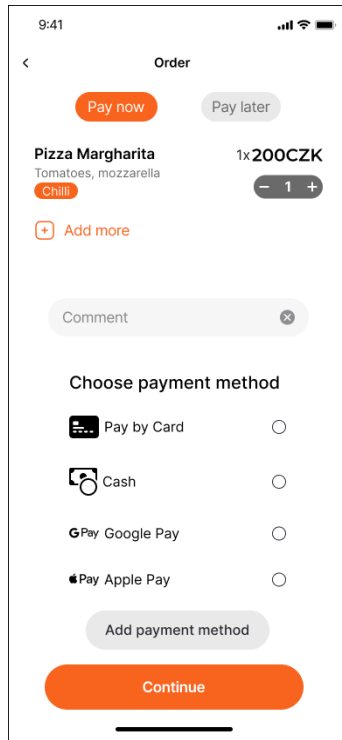 9:41
Order
Pay now Pay later
Pizza Margharita 1x 200CZK
Tomatoes, mozzarella
Chilli − 1 +
+ Add more
Comment
Choose payment method
Pay by Card
Cash
G Pay Google Pay
Pay Apple Pay
Add payment method
Continue